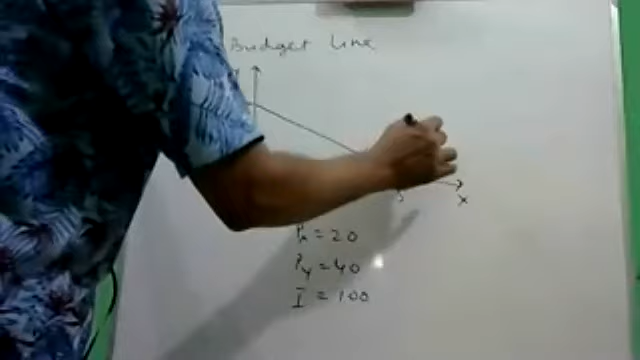 Budget line
x
Px = 20
Py = 40
I = 100